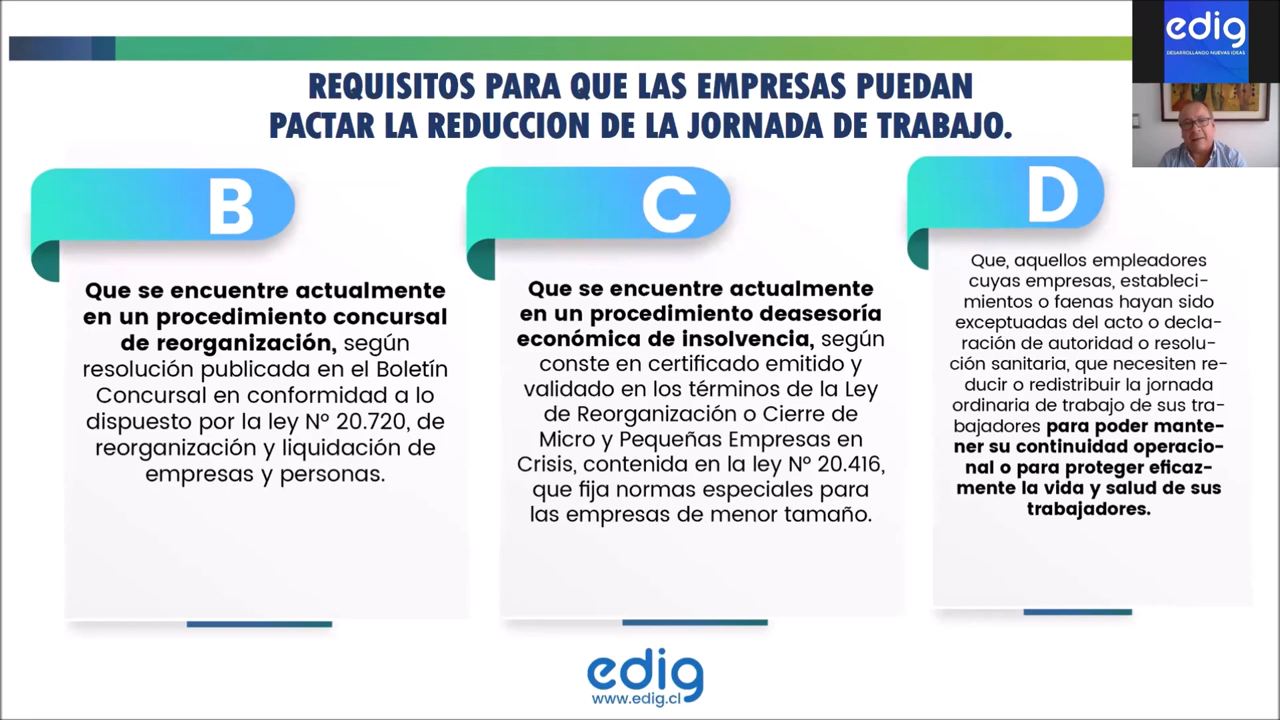 edig
DESARROLLANDO NUEVAS IDEAS
REQUISITOS PARA QUE LAS EMPRESAS PUEDAN
PACTAR LA REDUCCION DE LA JORNADA DE TRABAJO.
B
Que se encuentre actualmente
en un procedimiento concursal
de reorganización, según
resolución publicada en el Boletín
Concursal en conformidad a lo
dispuesto por la ley Nº 20.720, de
reorganización y liquidación de
empresas y personas.
C
Que se encuentre actualmente
en un procedimiento deasesoría
económica de insolvencia, según
conste en certificado emitido y
validado en los términos de la Ley
de Reorganización o Cierre de
Micro y Pequeñas Empresas en
Crisis, contenida en la ley Nº 20.416,
que fija normas especiales para
las empresas de menor tamaño.
D
Que, aquellos empleadores
cuyas empresas, estableci-
mientos o faenas hayan sido
exceptuadas del acto o decla-
ración de autoridad o resolu-
ción sanitaria, que necesiten re-
ducir o redistribuir la jornada
ordinaria de trabajo de sus tra-
bajadores para poder mante-
ner su continuidad operacio-
nal o para proteger eficaz-
mente la vida y salud de sus
trabajadores.
edig
www.edig.cl